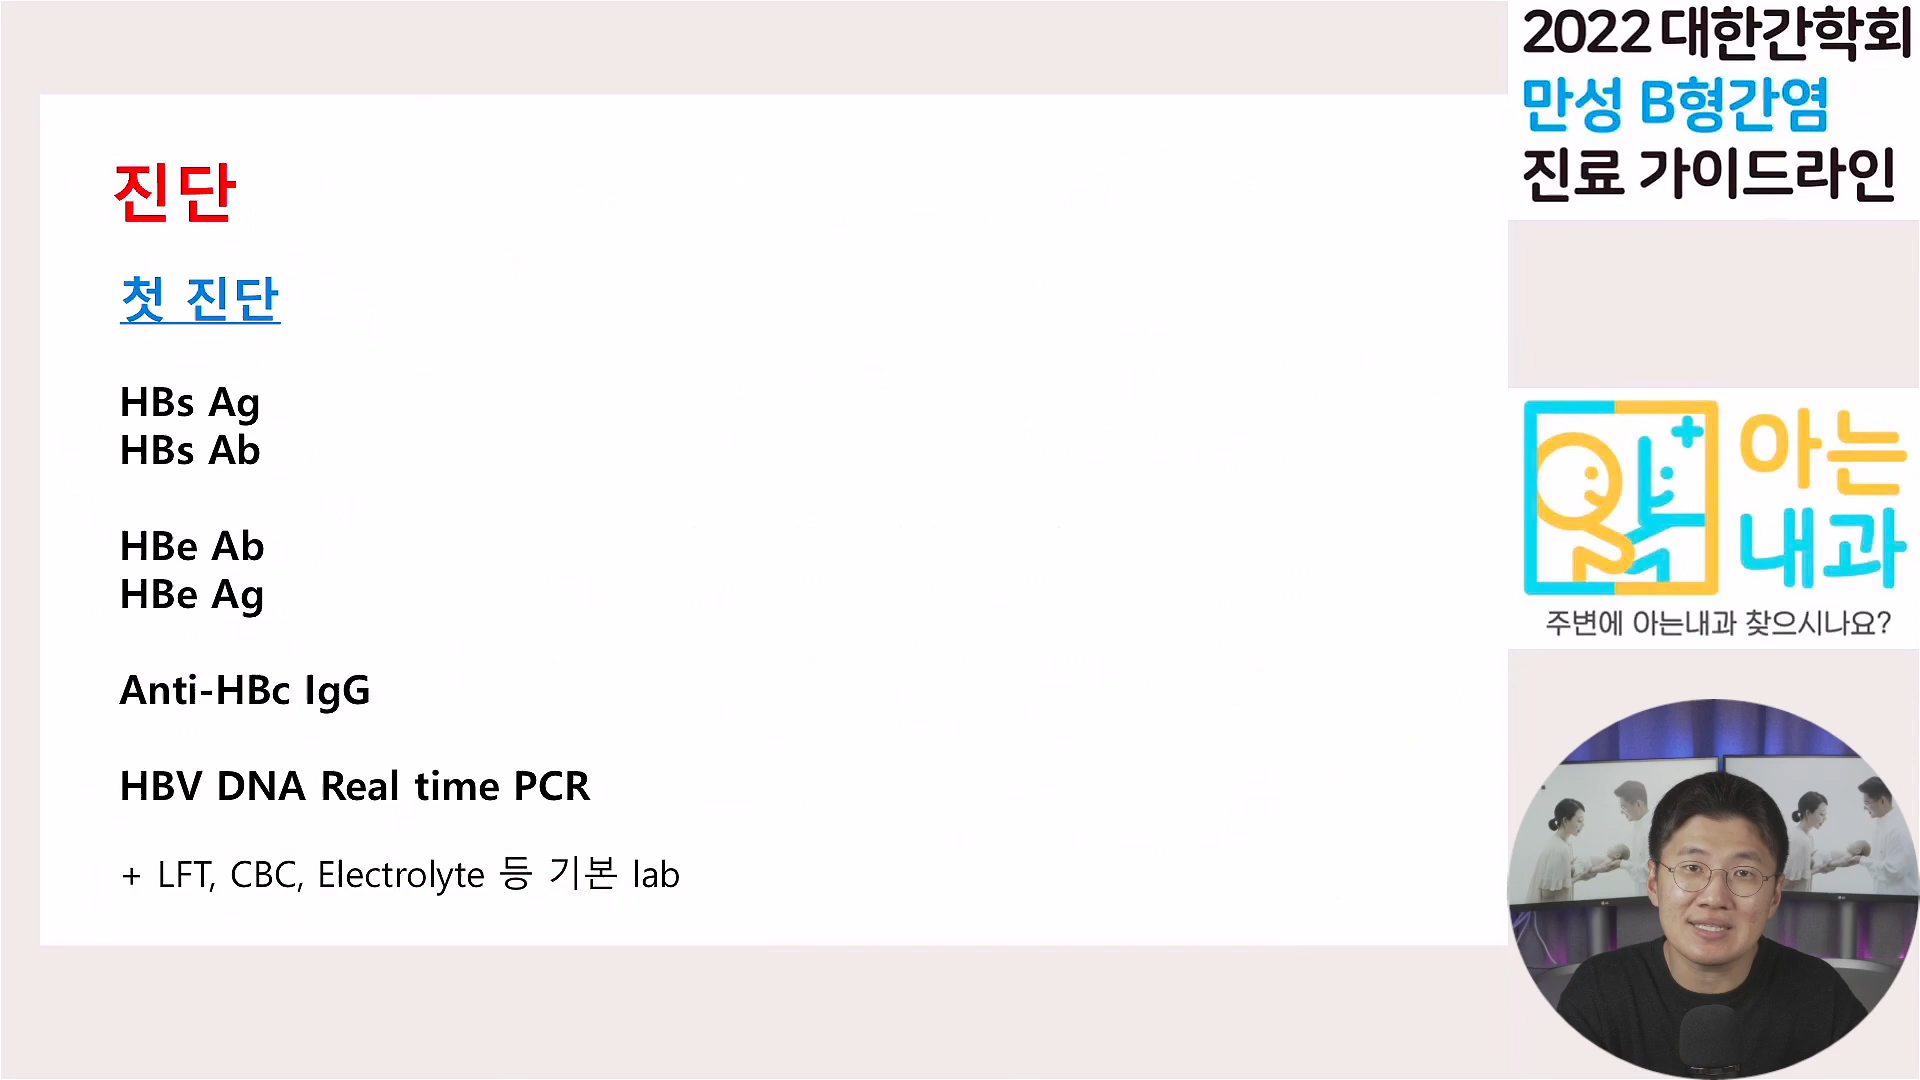 진단
첫 진단
HBs Ag
HBs Ab
HBe Ab
HBe Ag
Anti-HBc IgG
HBV DNA Real time PCR
+ LFT, CBC, Electrolyte 등 기본 lab
2022 대한간학회
만성 B형간염
진료 가이드라인
아는
내과
주변에 아는내과 찾으시나요?